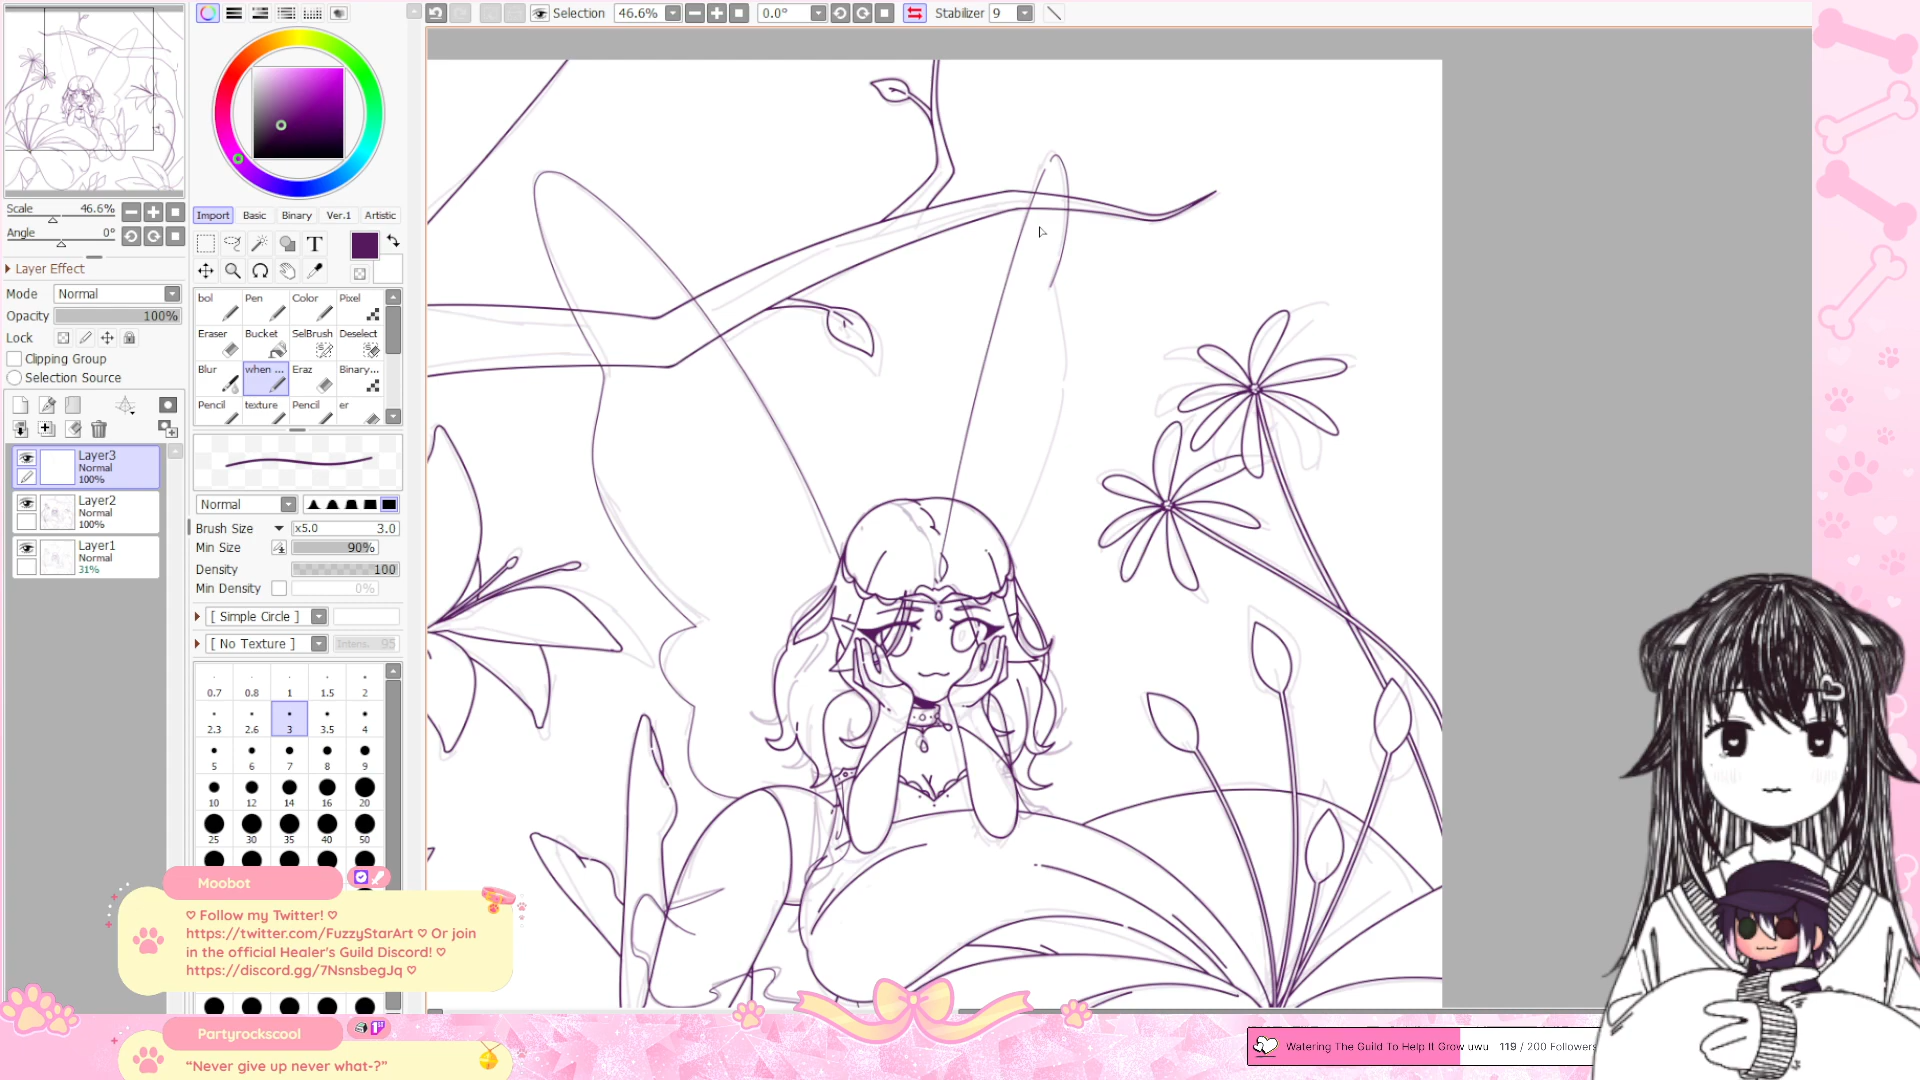 Selection 46.6% 0.0° Stabilizer 9
Scale 46.6%
Angle 0°
Layer Effect
Mode Normal
Opacity 100%
Lock
Clipping Group
Selection Source
Layer3
Normal
100%
Layer2
Normal
100%
Layer1
Normal
31%
Import Basic Binary Ver.1 Artistic
T
bol Pen Color Pixel
Eraser Bucket SelBrush Deselect
Blur when ... Eraz Binary...
Pencil texture Pencil er
Normal
Brush Size x5.0 3.0
Min Size 90%
Density 100
Min Density 0%
[ Simple Circle ]
[ No Texture ] Intens. 95
0.7 0.8 1 1.5 2
2.3 2.6 3 3.5 4
5 6 7 8 9
10 12 14 16 20
25 30 35 40 50
Moobot
♡ Follow my Twitter! ♡
https://twitter.com/FuzzyStarArt ♡ Or join
in the official Healer's Guild Discord! ♡
https://discord.gg/7NsnsbegJq ♡
Partyrockscool
1st
“Never give up never what-?”
Watering The Guild To Help It Grow uwu 119 / 200 Followers